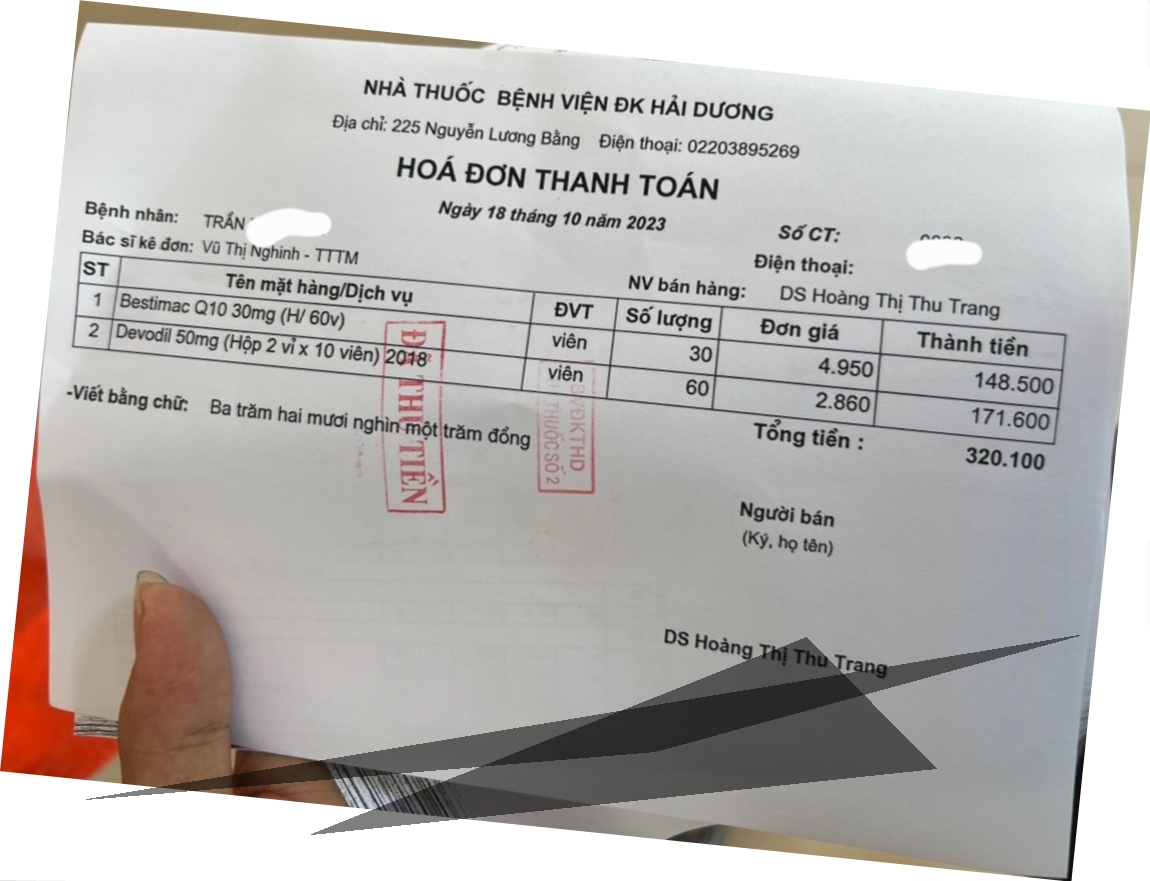 NHÀ THUỐC BỆNH VIỆN ĐK HẢI DƯƠNG
Địa chỉ: 225 Nguyễn Lương Bằng Điện thoại: 02203895269
HOÁ ĐƠN THANH TOÁN
Ngày 18 tháng 10 năm 2023
Số CT:
Bệnh nhân: TRẦN
Điện thoại:
Bác sĩ kê đơn: Vũ Thị Nghinh - TTTM
NV bán hàng: DS Hoàng Thị Thu Trang
ST Tên mặt hàng/Dịch vụ ĐVT Số lượng Đơn giá Thành tiền
1 Bestimac Q10 30mg (H/ 60v) viên 30 4.950 148.500
2 Devodil 50mg (Hộp 2 vỉ x 10 viên) 2018 viên 60 2.860 171.600
Tổng tiền : 320.100
-Viết bằng chữ: Ba trăm hai mươi nghìn một trăm đồng
ĐÃ THU TIỀN
BVĐKTHD
THUỐC SỐ 2
Người bán
(Ký, họ tên)
DS Hoàng Thị Thu Trang